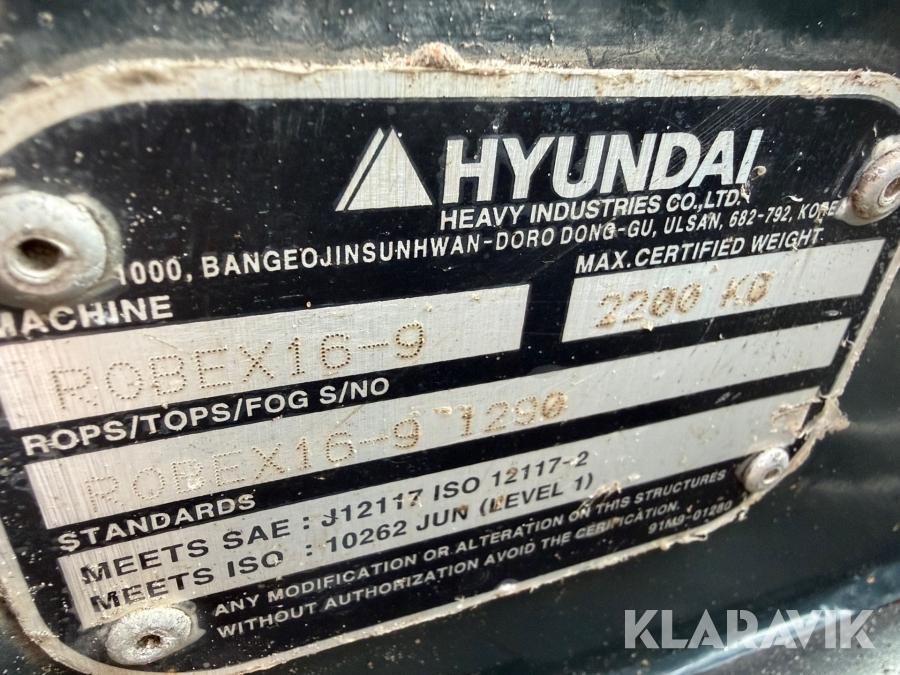 HYUNDAI
HEAVY INDUSTRIES CO.,LTD.
1000, BANGEOJINSUNHWAN-DORO DONG-GU, ULSAN, 682-792,
MACHINE
MAX.CERTIFIED WEIGHT
ROBEX16-9
2200 KG
ROPS/TOPS/FOG S/NO
ROBEX16-9 1290
STANDARDS
MEETS SAE : J12117 ISO 12117-2
MEETS ISO : 10262 JUN (LEVEL 1)
ANY MODIFICATION OR ALTERATION ON THIS STRUCTURES
WITHOUT AUTHORIZATION AVOID THE CERIFICATION.
91M9-01280
KLARAVIK